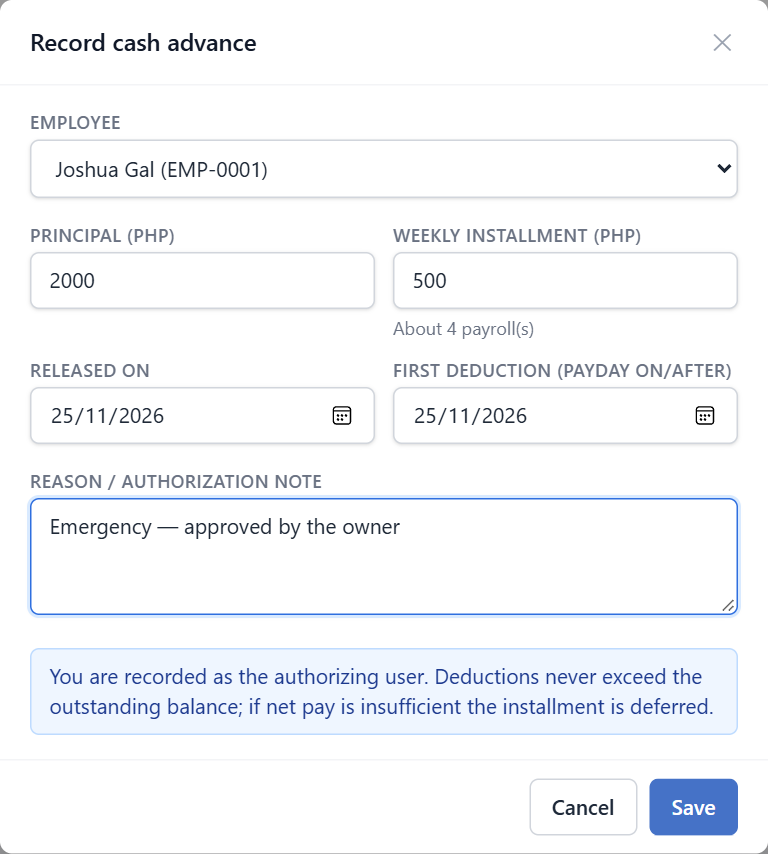 Record cash advance
EMPLOYEE
Joshua Gal (EMP-0001)
PRINCIPAL (PHP)
WEEKLY INSTALLMENT (PHP)
2000
500
About 4 payroll(s)
RELEASED ON
FIRST DEDUCTION (PAYDAY ON/AFTER)
25/11/2026
25/11/2026
REASON / AUTHORIZATION NOTE
Emergency — approved by the owner
You are recorded as the authorizing user. Deductions never exceed the
outstanding balance; if net pay is insufficient the installment is deferred.
Cancel
Save